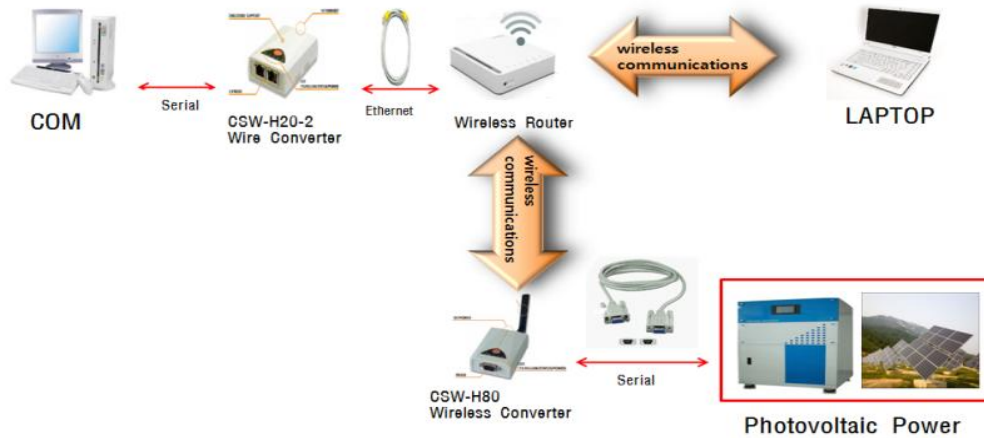 wireless
communications
Serial
Ethernet
COM
CSW-H20-2
Wire Converter
Wireless Router
LAPTOP
wireless
communications
Serial
CSW-H80
Wireless Converter
Photovoltaic Power